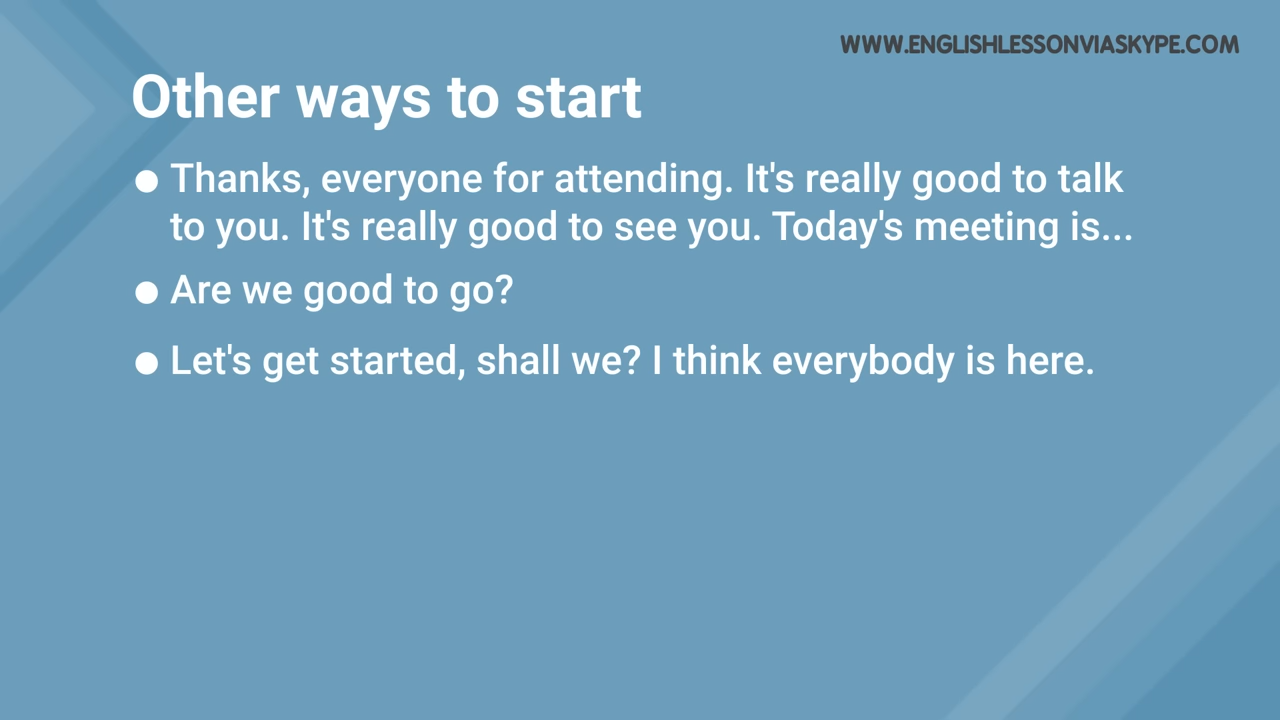 WWW.ENGLISHLESSONVIASKYPE.COM
Other ways to start
● Thanks, everyone for attending. It's really good to talk
to you. It's really good to see you. Today's meeting is...
● Are we good to go?
● Let's get started, shall we? I think everybody is here.